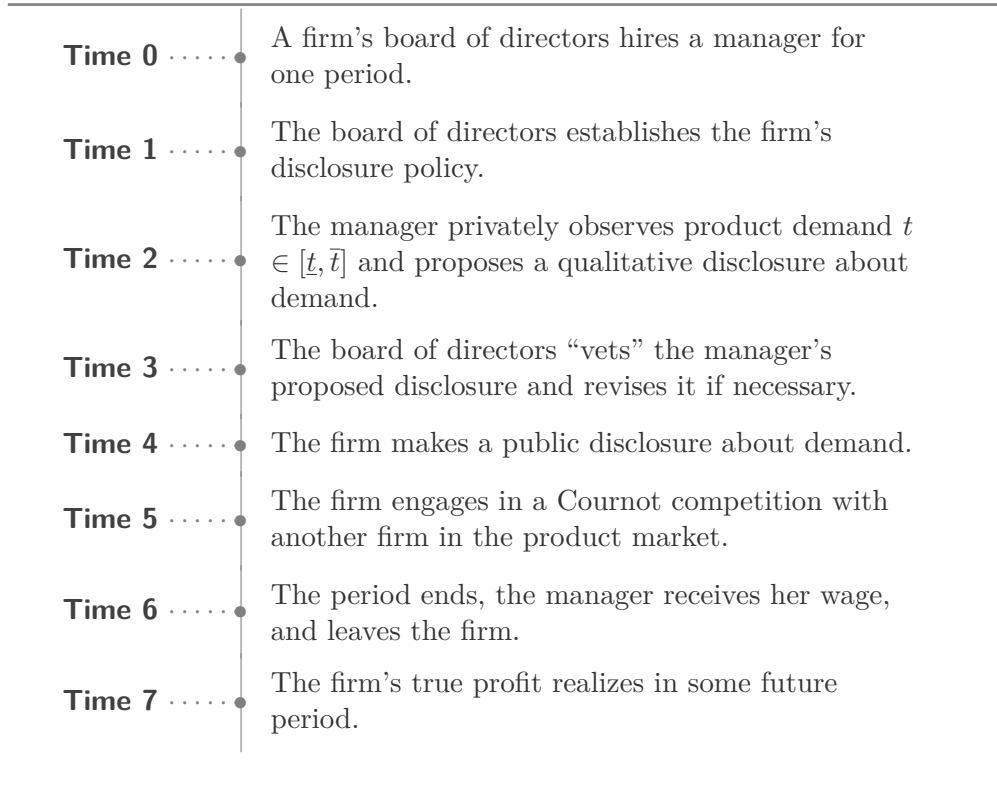 Time 0 ····· A firm's board of directors hires a manager for
one period.
Time 1 ····· The board of directors establishes the firm's
disclosure policy.
The manager privately observes product demand t
Time 2 ····· ∈ [t̲, t̅] and proposes a qualitative disclosure about
demand.
Time 3 ····· The board of directors “vets” the manager's
proposed disclosure and revises it if necessary.
Time 4 ····· The firm makes a public disclosure about demand.
Time 5 ····· The firm engages in a Cournot competition with
another firm in the product market.
Time 6 ····· The period ends, the manager receives her wage,
and leaves the firm.
Time 7 ····· The firm's true profit realizes in some future
period.